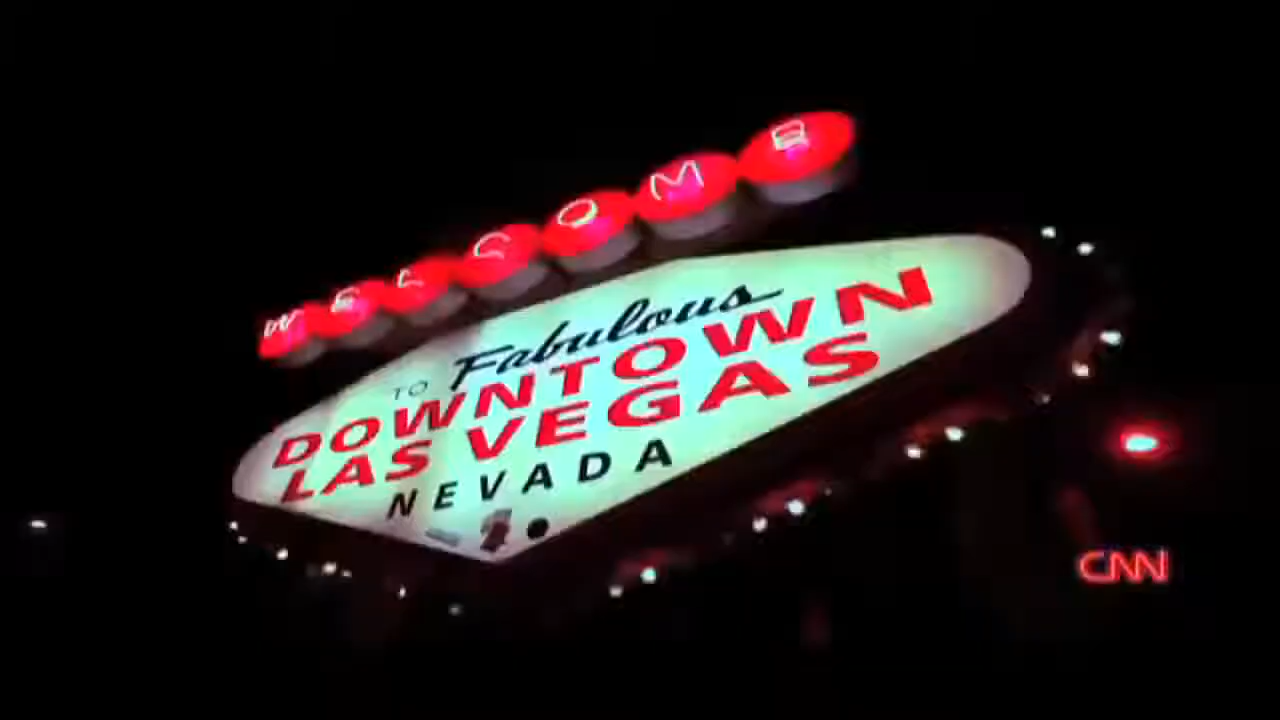 WELCOME
TO Fabulous
DOWNTOWN
LAS VEGAS
NEVADA
CNN